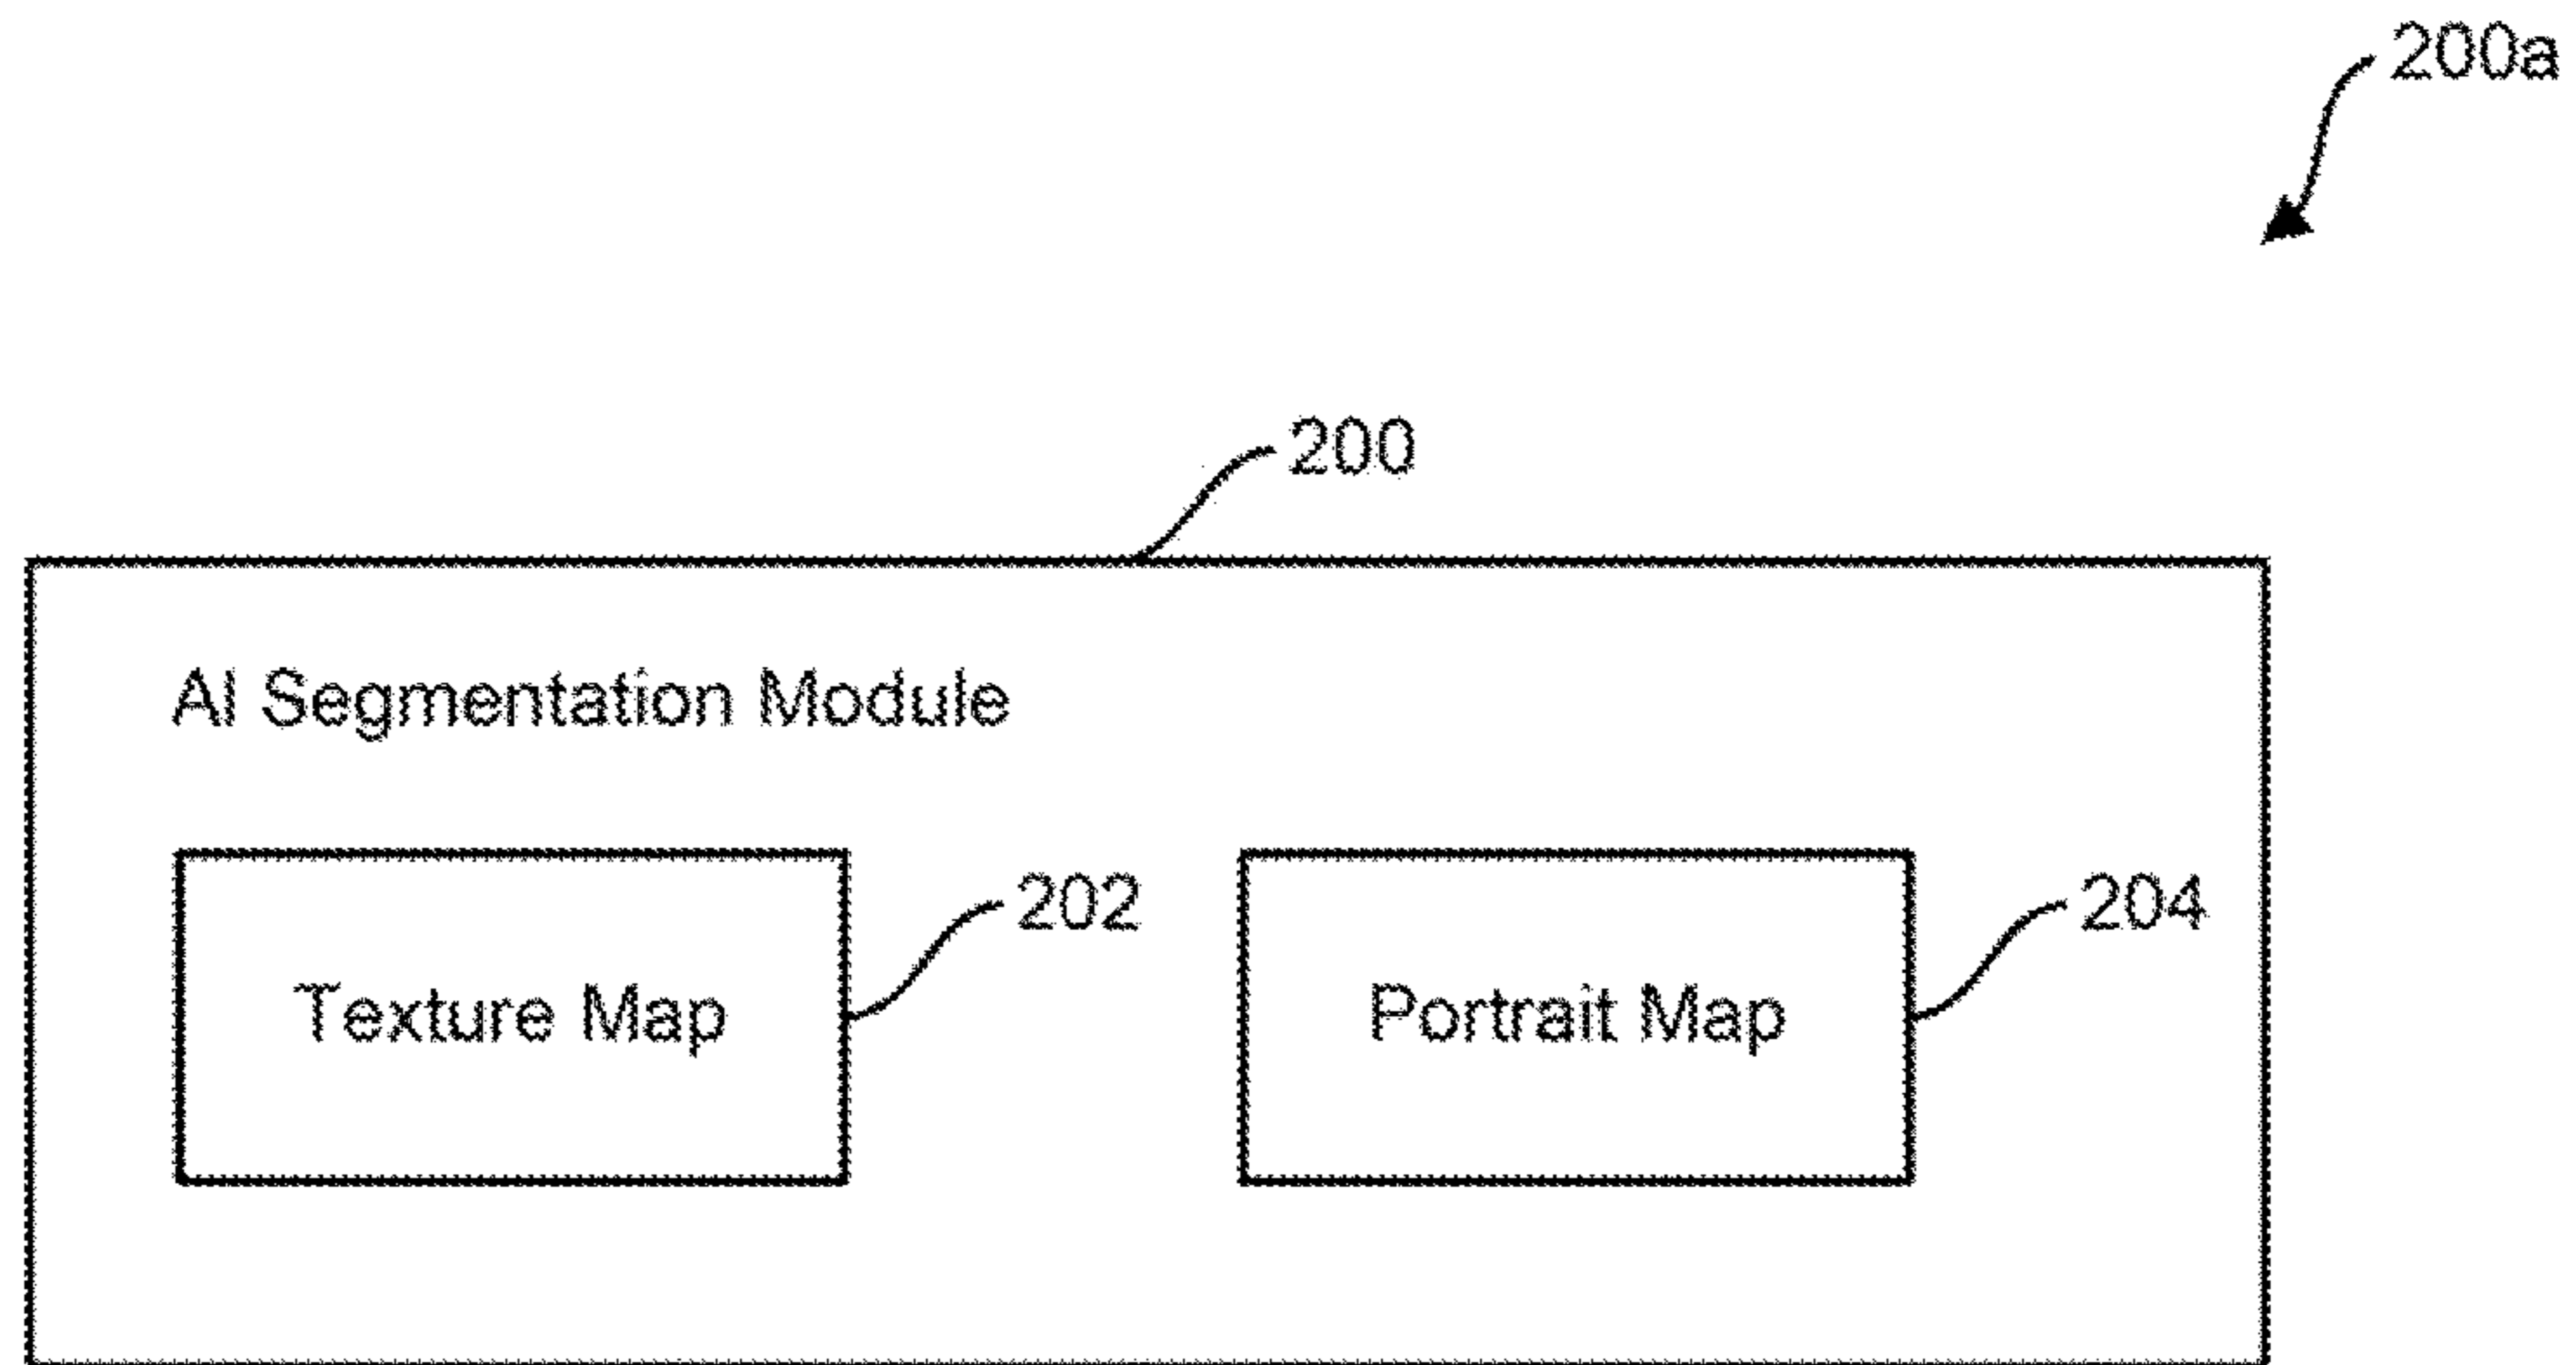 200a
200
AI Segmentation Module
202
204
Texture Map
Portrait Map